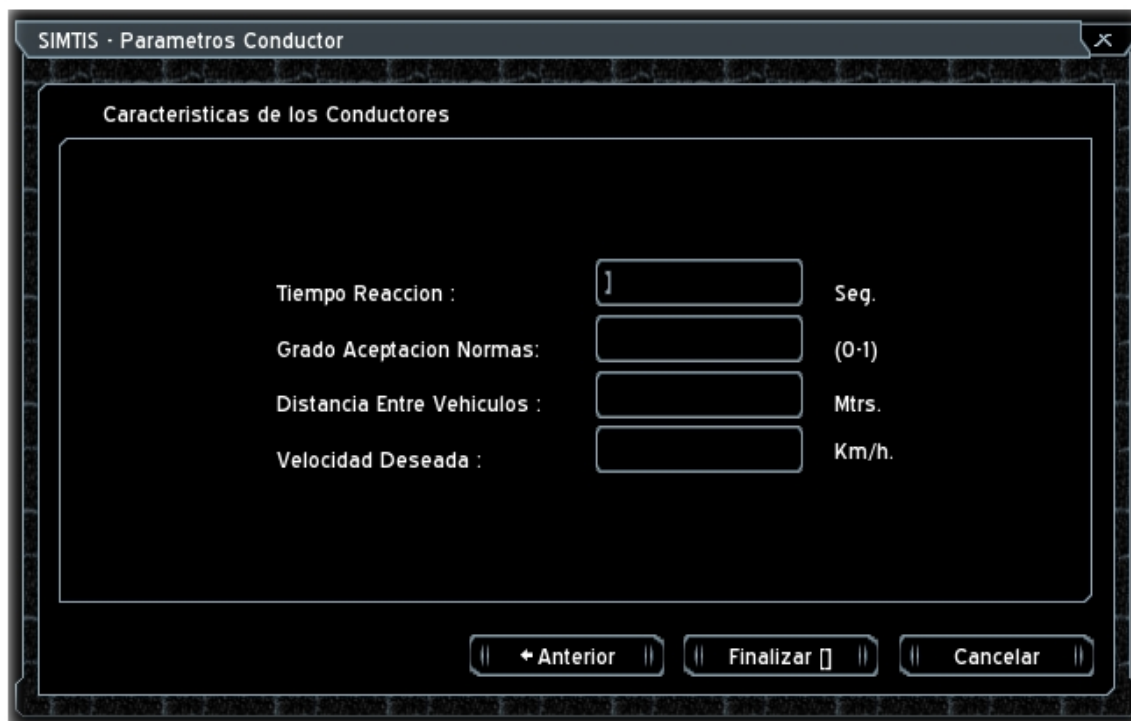 SIMTIS - Parametros Conductor
Caracteristicas de los Conductores
Tiempo Reaccion : ] Seg.
Grado Aceptacion Normas: (0-1)
Distancia Entre Vehiculos : Mtrs.
Velocidad Deseada : Km/h.
Anterior Finalizar [] Cancelar